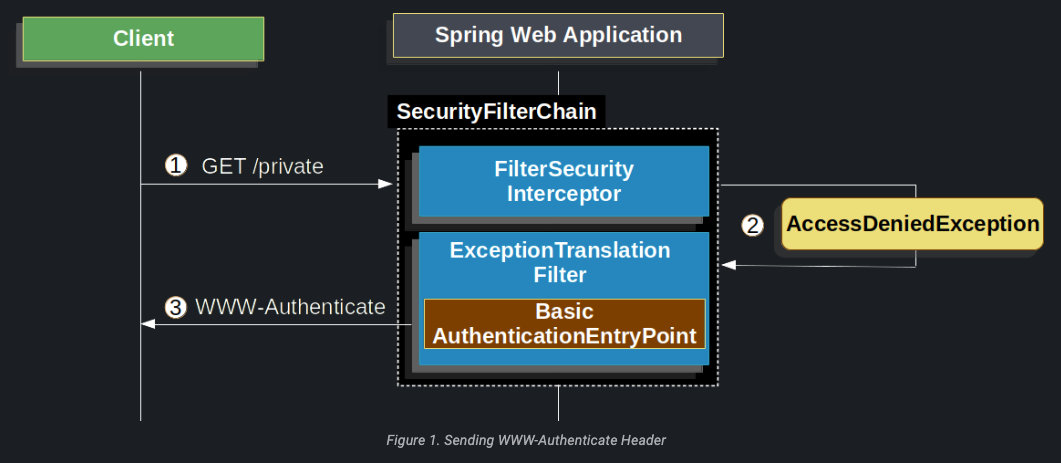 Client
Spring Web Application
SecurityFilterChain
1 GET /private
FilterSecurity
Interceptor
2 AccessDeniedException
ExceptionTranslation
Filter
3 WWW-Authenticate
Basic
AuthenticationEntryPoint
Figure 1. Sending WWW-Authenticate Header